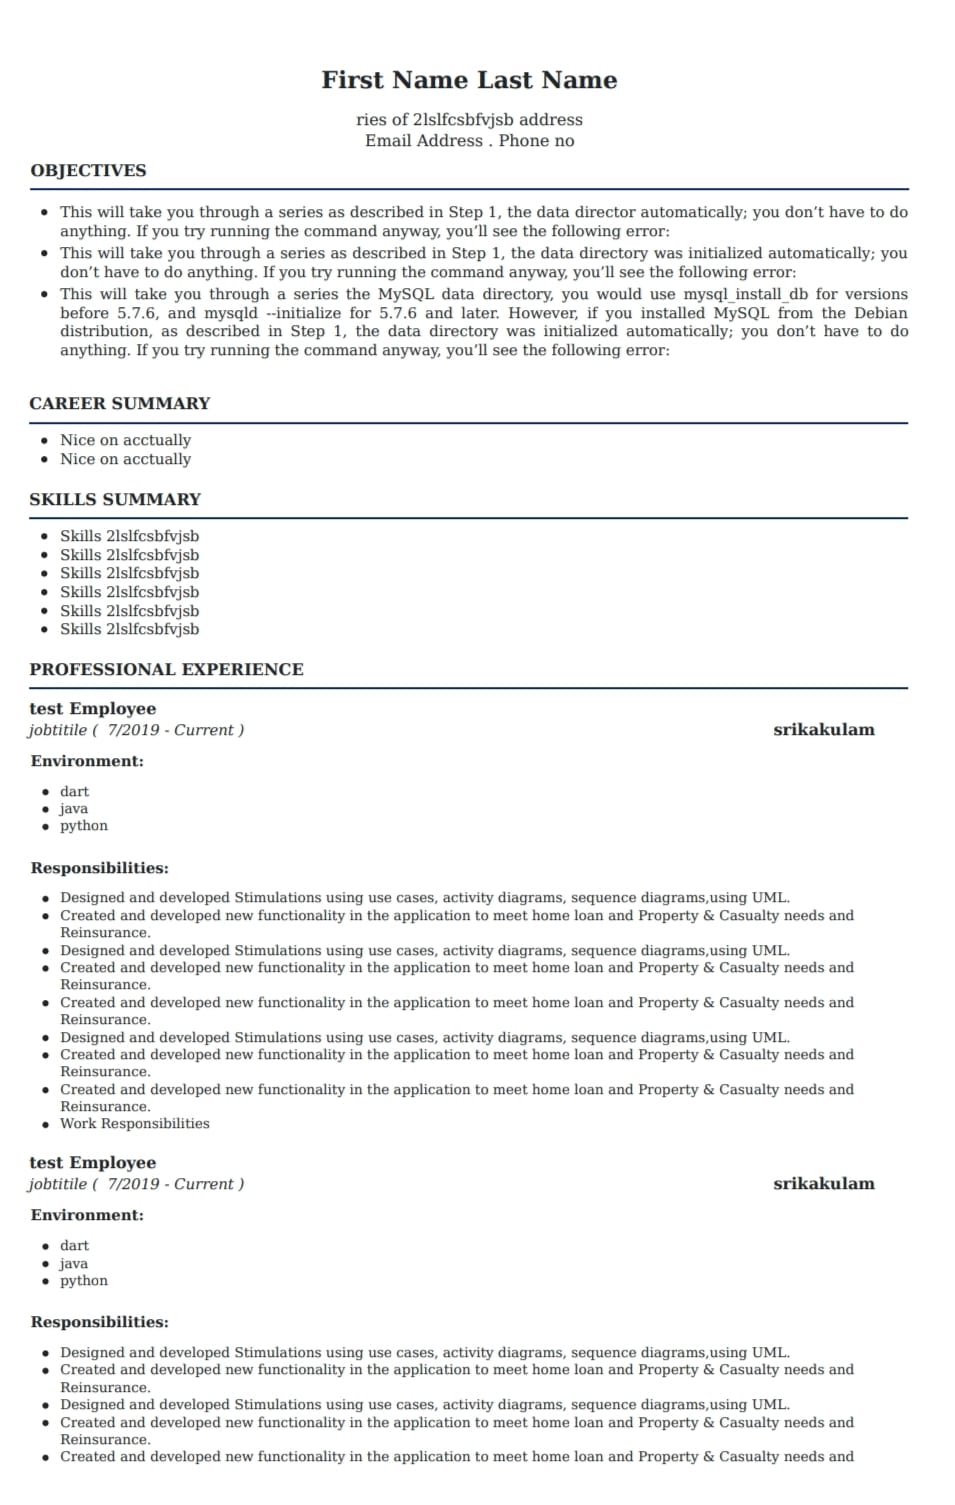 First Name Last Name
ries of 2lslfcsbfvjsb address
Email Address . Phone no
OBJECTIVES
• This will take you through a series as described in Step 1, the data director automatically; you don’t have to do
anything. If you try running the command anyway, you’ll see the following error:
• This will take you through a series as described in Step 1, the data directory was initialized automatically; you
don’t have to do anything. If you try running the command anyway, you’ll see the following error:
• This will take you through a series the MySQL data directory, you would use mysql_install_db for versions
before 5.7.6, and mysqld --initialize for 5.7.6 and later. However, if you installed MySQL from the Debian
distribution, as described in Step 1, the data directory was initialized automatically; you don’t have to do
anything. If you try running the command anyway, you’ll see the following error:
CAREER SUMMARY
• Nice on acctually
• Nice on acctually
SKILLS SUMMARY
• Skills 2lslfcsbfvjsb
• Skills 2lslfcsbfvjsb
• Skills 2lslfcsbfvjsb
• Skills 2lslfcsbfvjsb
• Skills 2lslfcsbfvjsb
• Skills 2lslfcsbfvjsb
PROFESSIONAL EXPERIENCE
test Employee
jobtitile ( 7/2019 - Current ) srikakulam
Environment:
• dart
• java
• python
Responsibilities:
• Designed and developed Stimulations using use cases, activity diagrams, sequence diagrams,using UML.
• Created and developed new functionality in the application to meet home loan and Property & Casualty needs and
Reinsurance.
• Designed and developed Stimulations using use cases, activity diagrams, sequence diagrams,using UML.
• Created and developed new functionality in the application to meet home loan and Property & Casualty needs and
Reinsurance.
• Created and developed new functionality in the application to meet home loan and Property & Casualty needs and
Reinsurance.
• Designed and developed Stimulations using use cases, activity diagrams, sequence diagrams,using UML.
• Created and developed new functionality in the application to meet home loan and Property & Casualty needs and
Reinsurance.
• Created and developed new functionality in the application to meet home loan and Property & Casualty needs and
Reinsurance.
• Work Responsibilities
test Employee
jobtitile ( 7/2019 - Current ) srikakulam
Environment:
• dart
• java
• python
Responsibilities:
• Designed and developed Stimulations using use cases, activity diagrams, sequence diagrams,using UML.
• Created and developed new functionality in the application to meet home loan and Property & Casualty needs and
Reinsurance.
• Designed and developed Stimulations using use cases, activity diagrams, sequence diagrams,using UML.
• Created and developed new functionality in the application to meet home loan and Property & Casualty needs and
Reinsurance.
• Created and developed new functionality in the application to meet home loan and Property & Casualty needs and